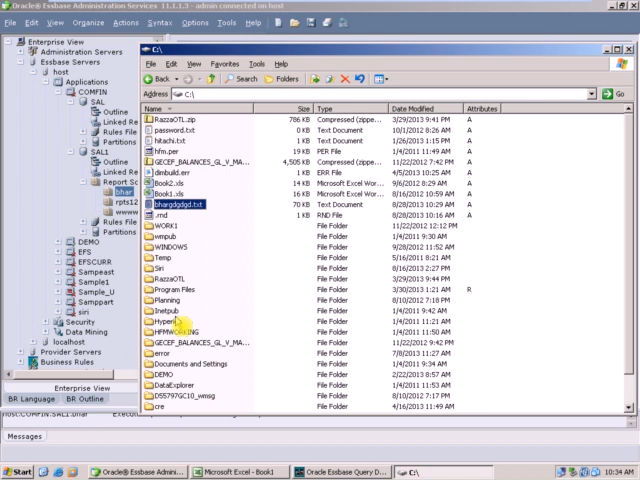 Oracle® Essbase Administration Services 11.1.1.3 - admin connected on host
File Edit View Organize Actions Syntax Options Tools Help
Enterprise View
Administration Servers
Essbase Servers
host
Applications
COMFIN
SAL
Outline
Linked Re
Rules File
Partitions
SAL1
Outline
Linked Re
Report Sc
bhar
rpts12
wwww
Rules File
Partitions
DEMO
EFS
EFSCURR
Sampeast
Sample1
Sample_U
Samppart
siri
Security
Data Mining
localhost
Provider Servers
Business Rules
Enterprise View
BR Language BR Outline
host.COMFIN.SAL1.bhar Execut
Messages
C:\
File Edit View Favorites Tools Help
Back Search Folders
Address C:\ Go
Name Size Type Date Modified Attributes
RazzaOTL.zip 786 KB Compressed (zippe... 3/29/2013 9:41 PM A
password.txt 0 KB Text Document 10/1/2012 8:26 AM A
hitachi.txt 1 KB Text Document 1/26/2013 1:15 PM A
hfm.per 19 KB PER File 1/4/2011 11:49 AM A
GECEF_BALANCES_GL_V_MA... 4,505 KB Compressed (zippe... 11/22/2012 7:42 PM A
dimbuild.err 1 KB ERR File 4/5/2013 10:25 AM A
Book2.xls 14 KB Microsoft Excel Wor... 9/6/2012 8:29 AM A
Book1.xls 16 KB Microsoft Excel Wor... 8/28/2013 9:30 AM A
bhargdgdgd.txt 70 KB Text Document 8/28/2013 10:29 AM A
.rnd 1 KB RND File 8/28/2013 10:16 AM A
WORK1 File Folder 11/22/2012 12:12 PM
wmpub File Folder 1/4/2011 9:30 AM
WINDOWS File Folder 9/28/2012 11:52 AM
Temp File Folder 5/16/2011 8:21 AM
Siri File Folder 8/16/2013 2:27 PM
RazzaOTL File Folder 3/29/2013 9:44 PM
Program Files File Folder 3/30/2013 1:21 AM R
Planning File Folder 8/10/2012 7:18 PM
Inetpub File Folder 1/4/2011 9:42 AM
Hyperi File Folder 1/4/2011 11:21 AM
HFMWORKING File Folder 1/4/2011 11:50 AM
GECEF_BALANCES_GL_V_MA... File Folder 11/22/2012 9:42 PM
error File Folder 7/8/2013 11:27 AM
Documents and Settings File Folder 1/4/2011 9:34 AM
DEMO File Folder 2/22/2013 8:57 AM
DataExplorer File Folder 1/4/2011 11:53 AM
D55797GC10_wmsg File Folder 8/10/2012 7:17 PM
cre File Folder 4/16/2013 11:49 AM
Start Oracle® Essbase Admini... Microsoft Excel - Book1 Oracle Essbase Query D... C:\ 10:34 AM